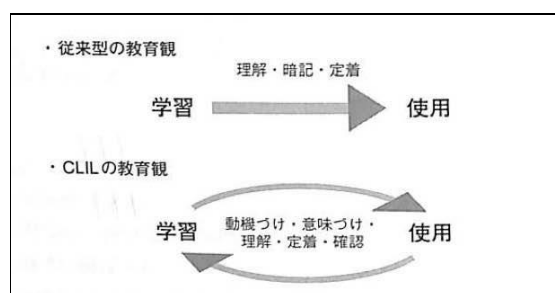 ・従来型の教育観
理解・暗記・定着
学習 使用
・CLILの教育観
動機づけ・意味づけ・
学習 使用
理解・定着・確認